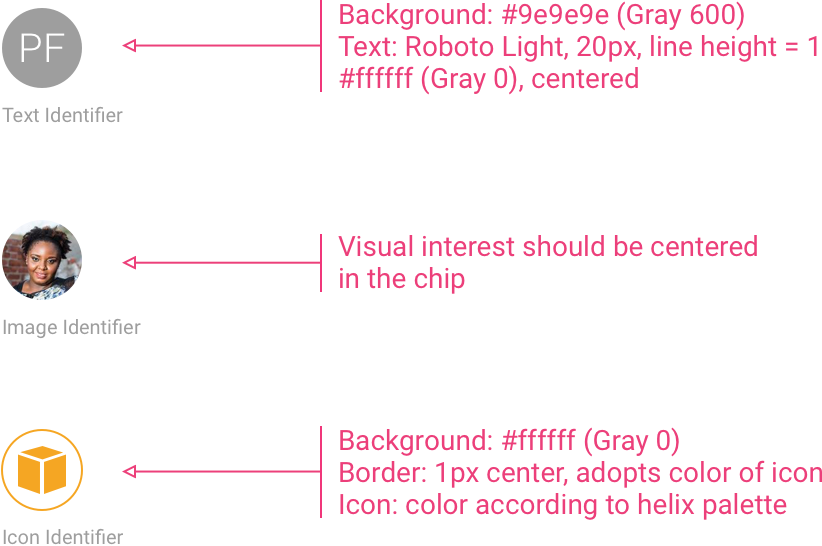 PF
Background: #9e9e9e (Gray 600)
Text: Roboto Light, 20px, line height = 1
#ffffff (Gray 0), centered
Text Identifier
Visual interest should be centered
in the chip
Image Identifier
Background: #ffffff (Gray 0)
Border: 1px center, adopts color of icon
Icon: color according to helix palette
Icon Identifier